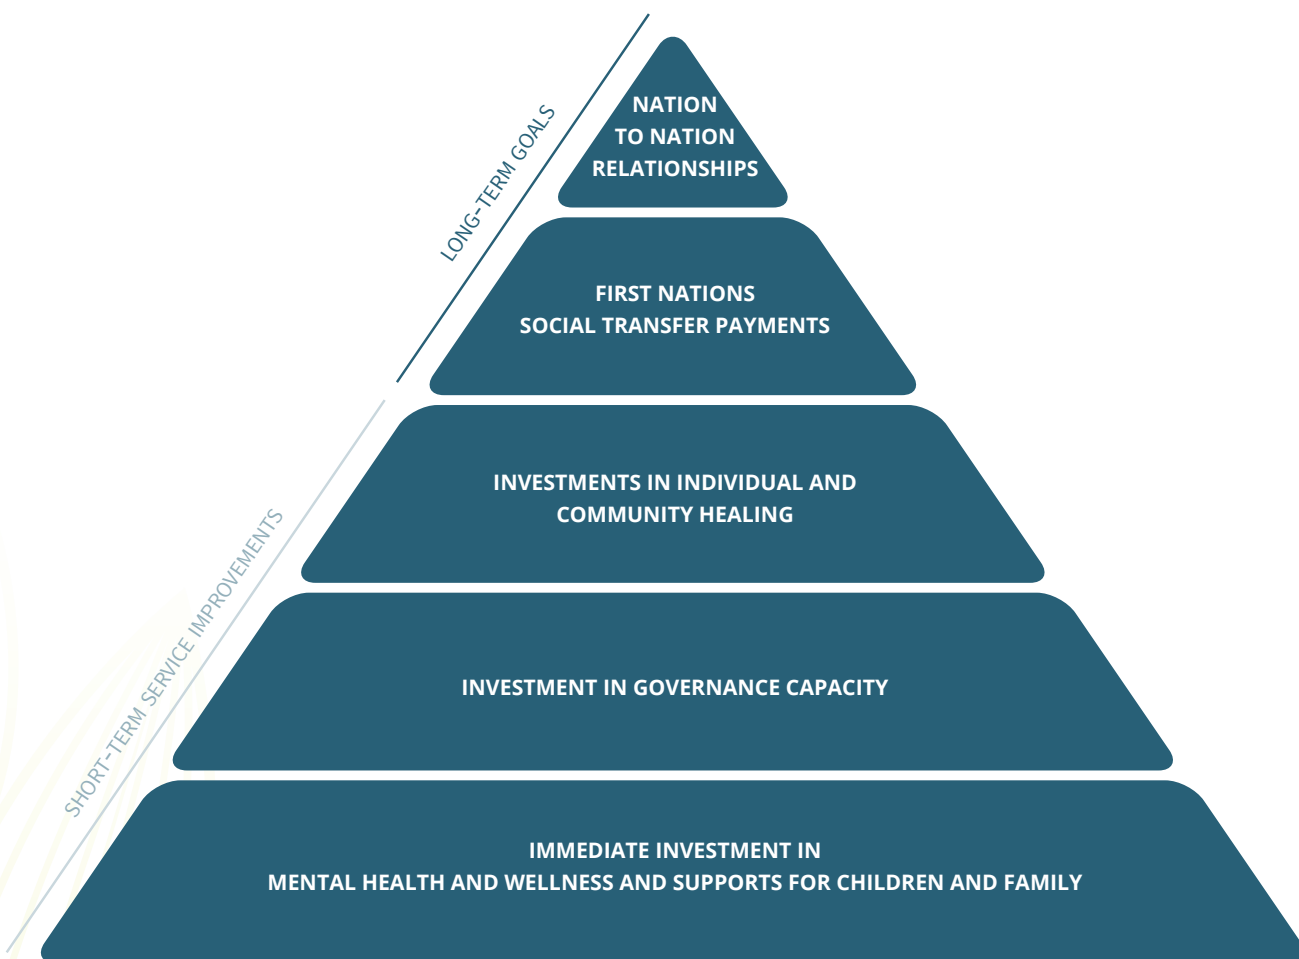 LONG-TERM GOALS
NATION
TO NATION
RELATIONSHIPS
FIRST NATIONS
SOCIAL TRANSFER PAYMENTS
SHORT-TERM SERVICE IMPROVEMENTS
INVESTMENTS IN INDIVIDUAL AND
COMMUNITY HEALING
INVESTMENT IN GOVERNANCE CAPACITY
IMMEDIATE INVESTMENT IN
MENTAL HEALTH AND WELLNESS AND SUPPORTS FOR CHILDREN AND FAMILY